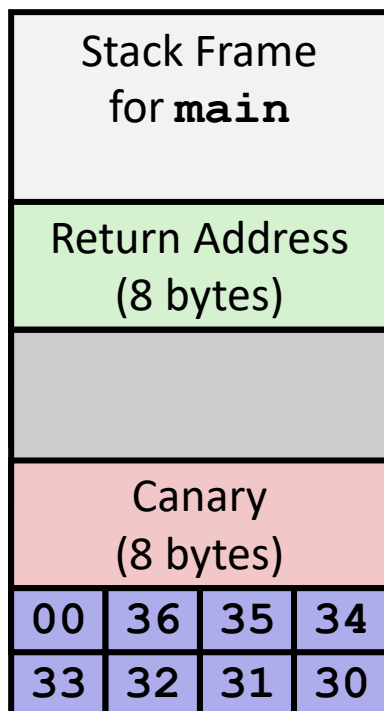 Stack Frame
for main
Return Address
(8 bytes)
Canary
(8 bytes)
00 36 35 34
33 32 31 30